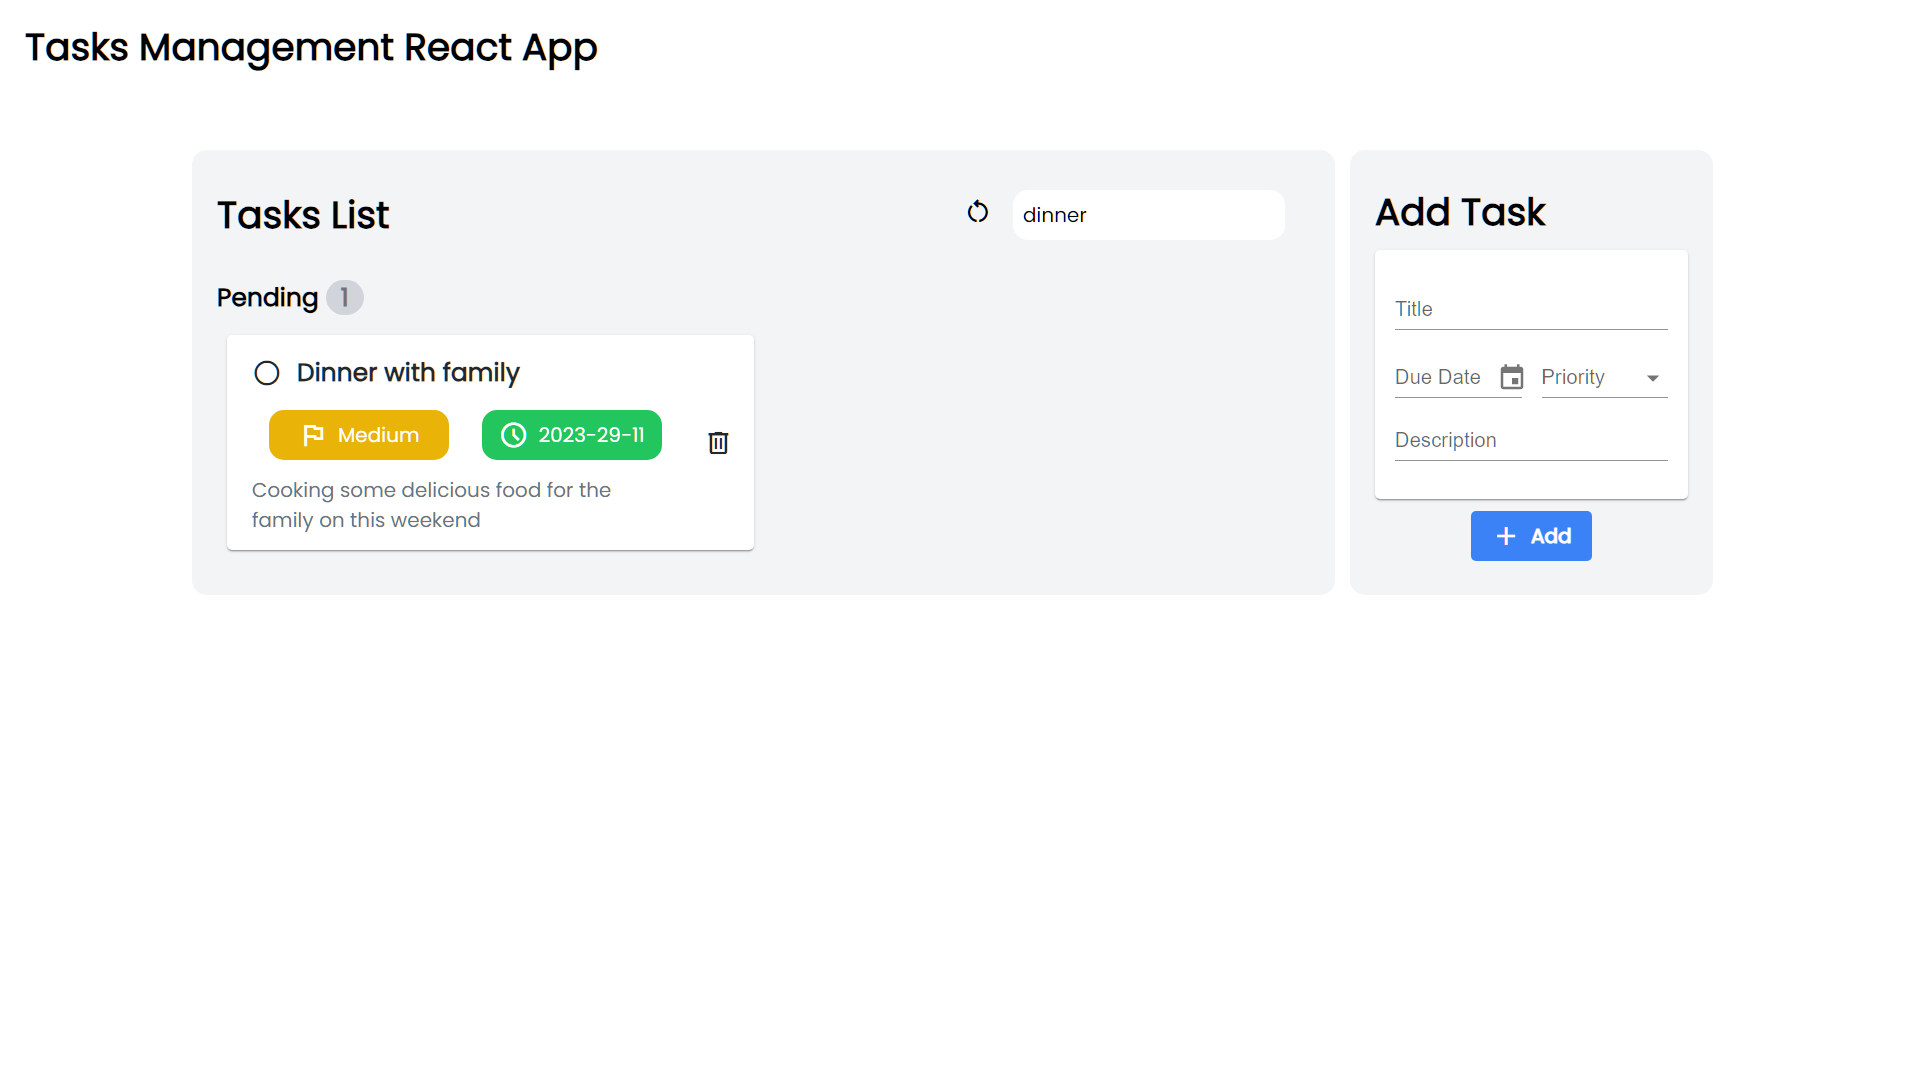 Tasks Management React App
Tasks List
dinner
Pending 1
Dinner with family
Medium
2023-29-11
Cooking some delicious food for the
family on this weekend
Add Task
Title
Due Date
Priority
Description
Add